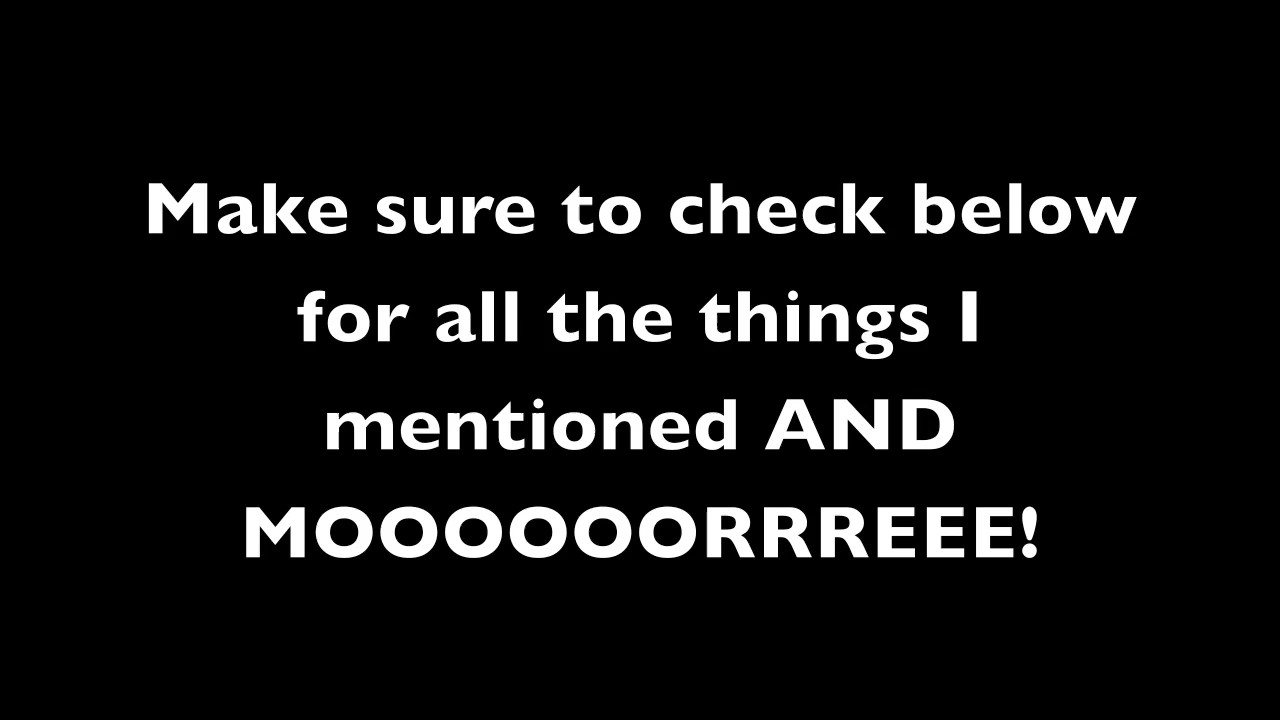 Make sure to check below
for all the things I
mentioned AND
MOOOOOORRREEE!